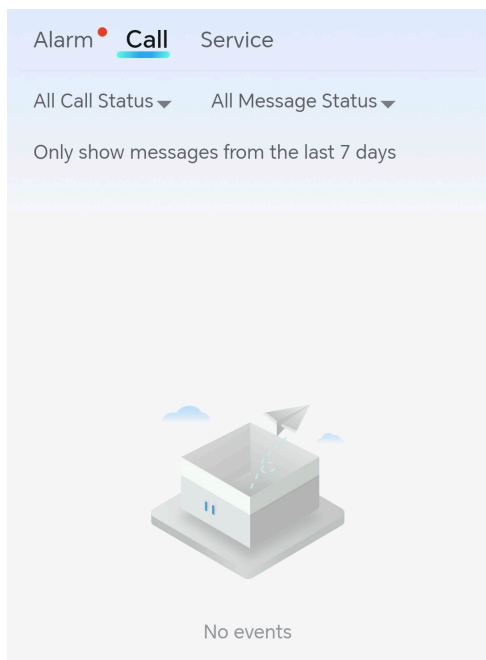 Alarm Call Service
All Call Status All Message Status
Only show messages from the last 7 days
No events